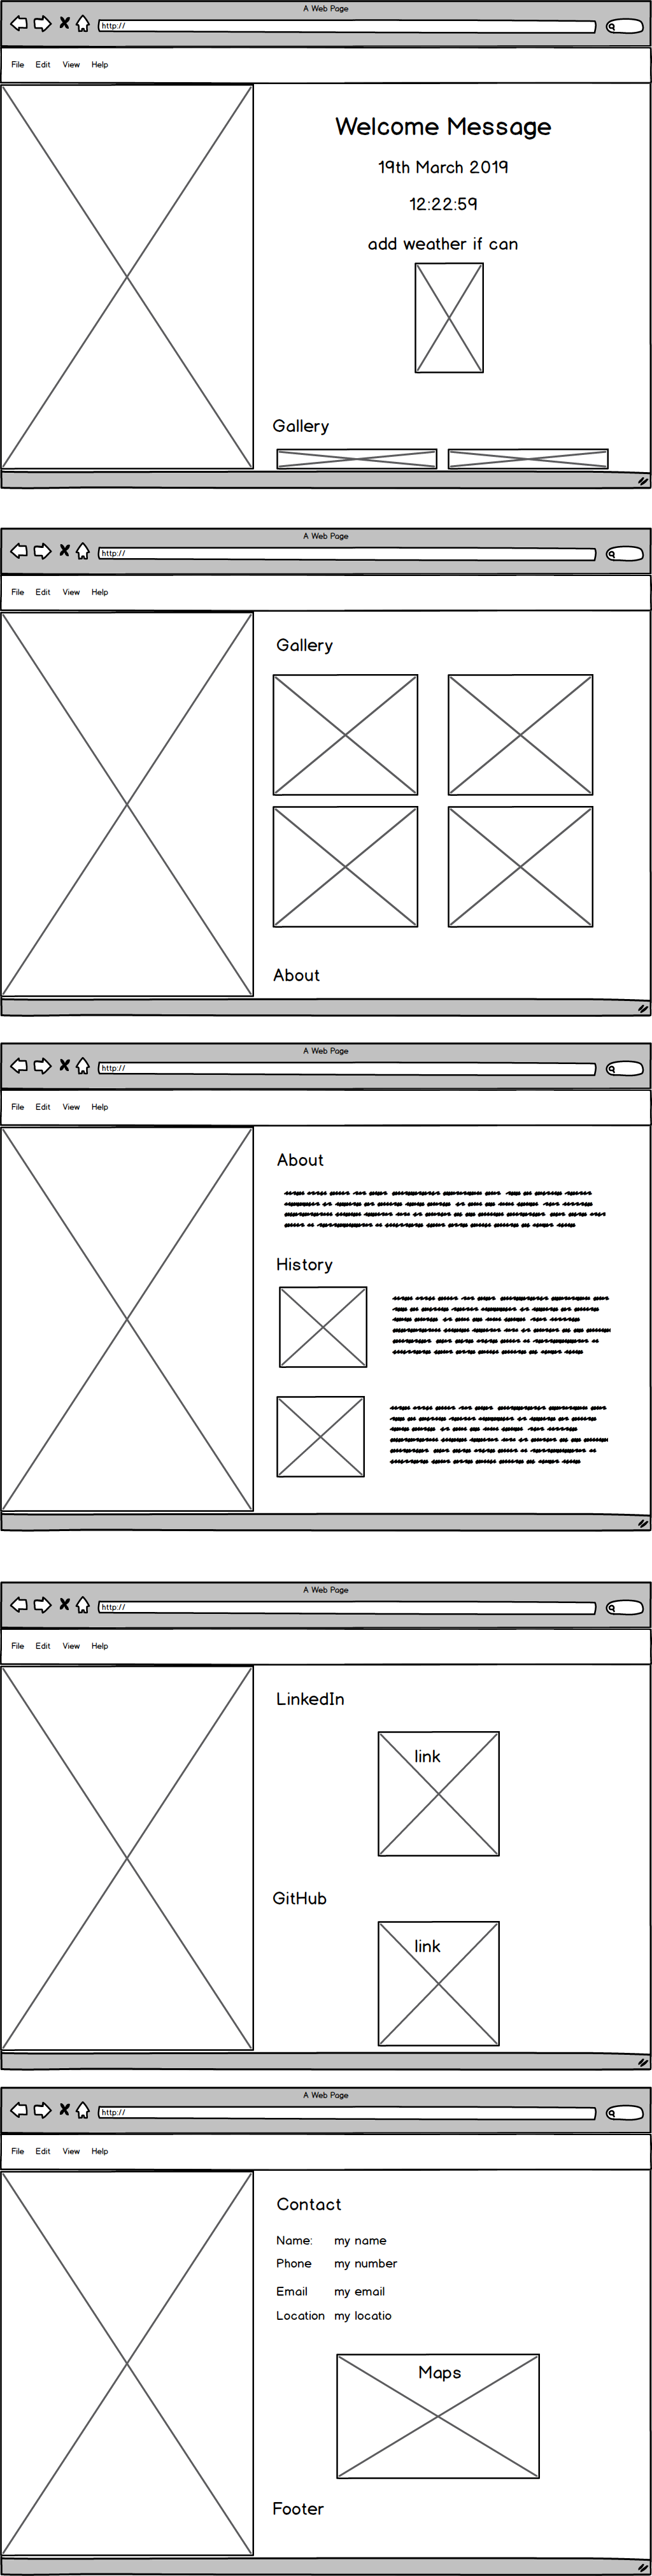 A Web Page
http://
File Edit View Help
Welcome Message
19th March 2019
12:22:59
add weather if can
Gallery
A Web Page
http://
File Edit View Help
Gallery
About
A Web Page
http://
File Edit View Help
About
History
A Web Page
http://
File Edit View Help
LinkedIn
link
GitHub
link
A Web Page
http://
File Edit View Help
Contact
Name: my name
Phone my number
Email my email
Location my locatio
Maps
Footer